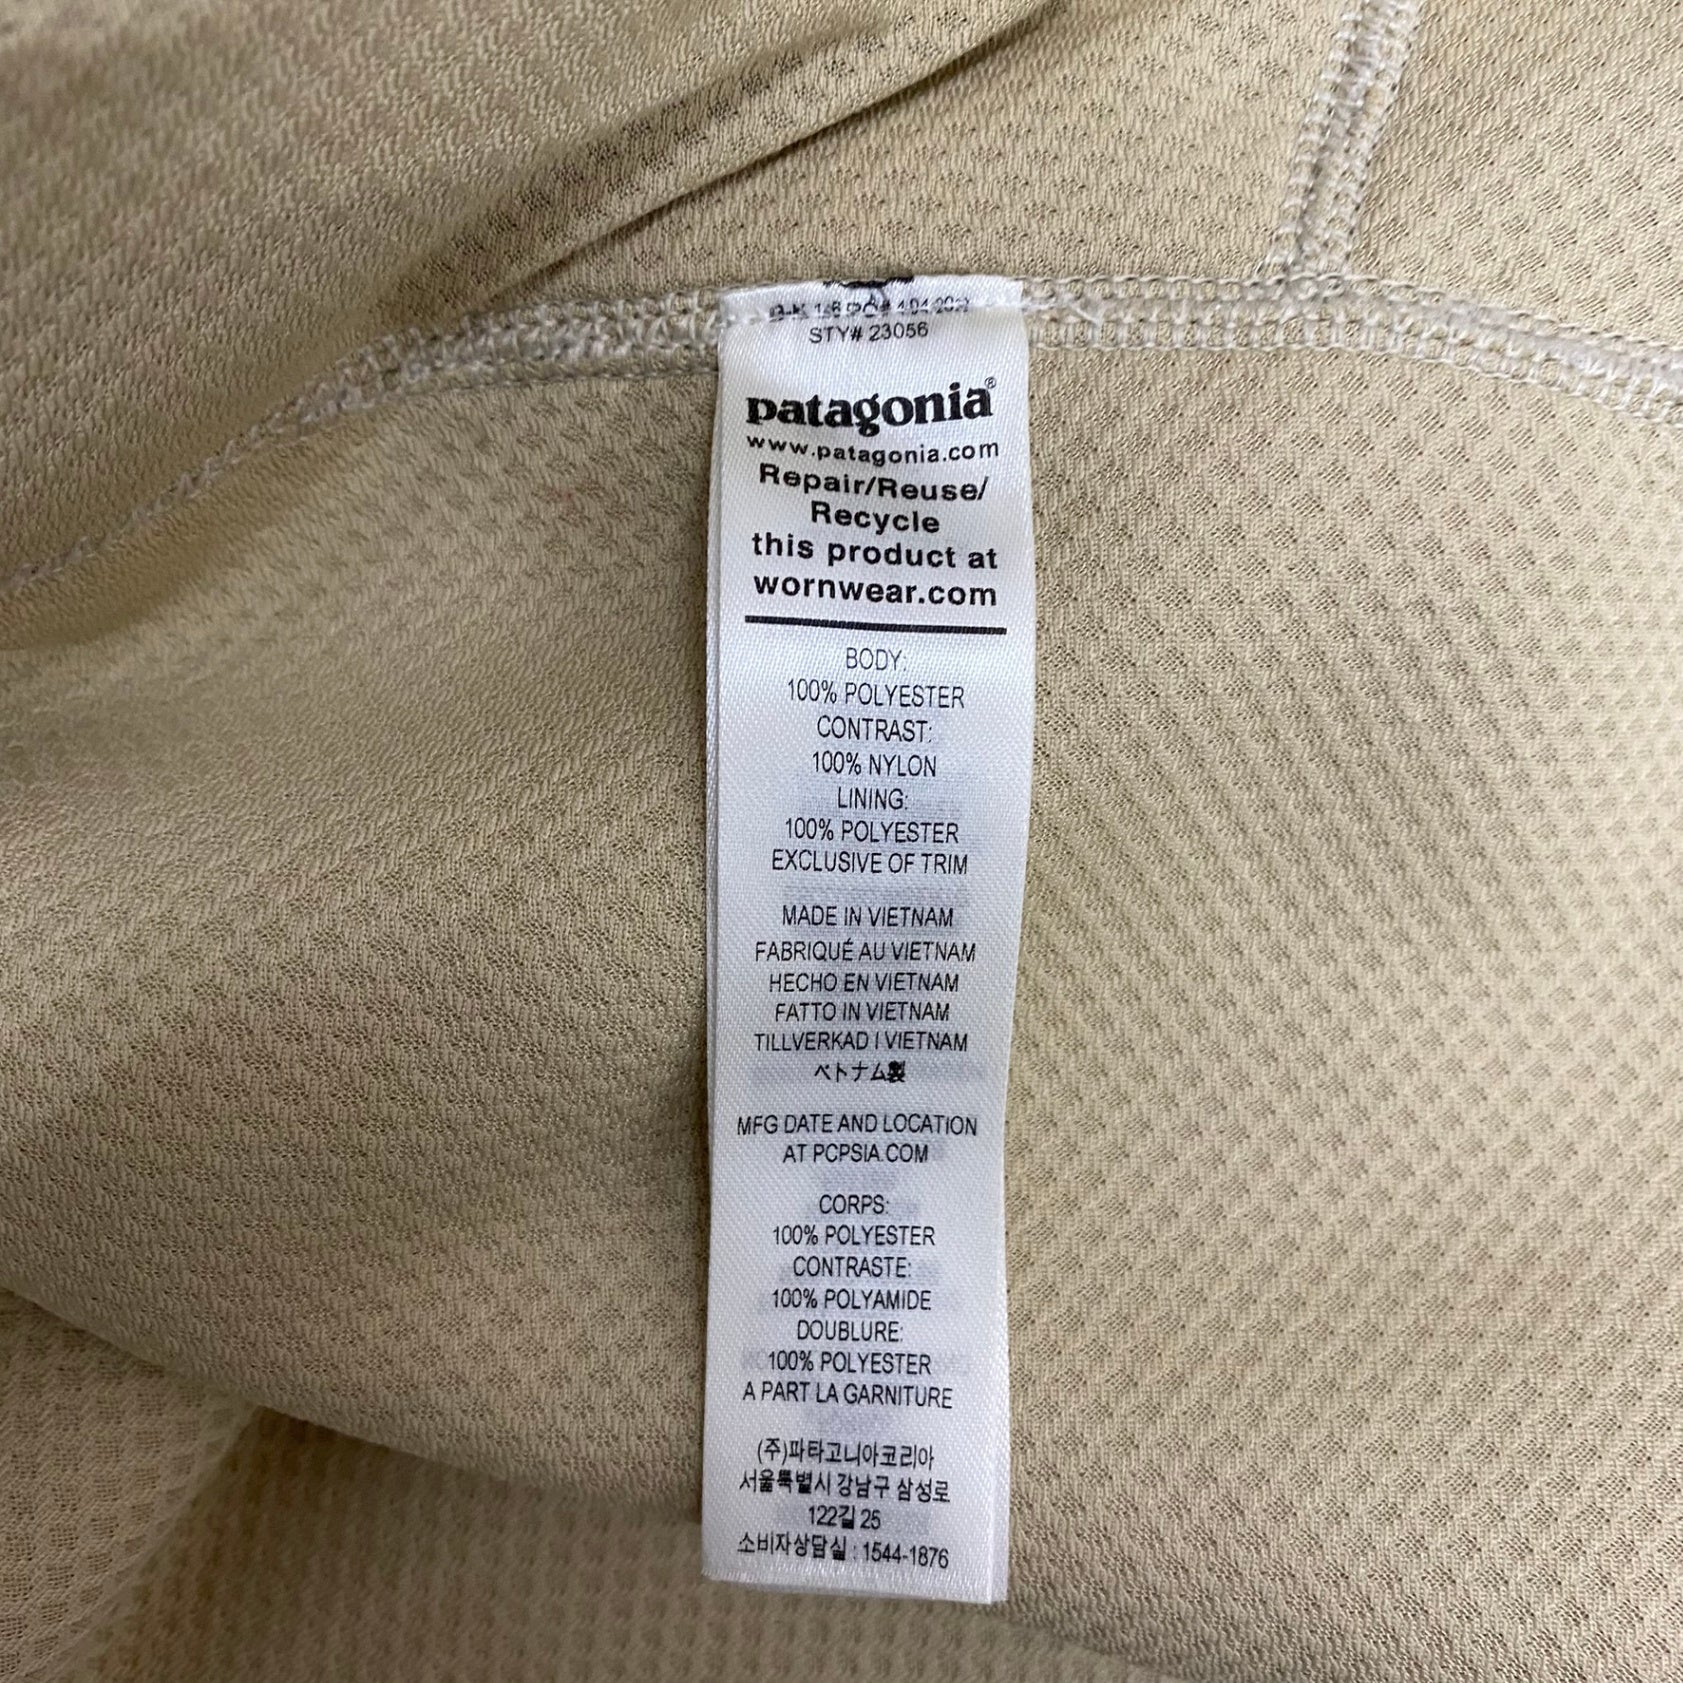 STY# 23056
patagonia®
www.patagonia.com
Repair/Reuse/
Recycle
this product at
wornwear.com
BODY:
100% POLYESTER
CONTRAST:
100% NYLON
LINING:
100% POLYESTER
EXCLUSIVE OF TRIM
MADE IN VIETNAM
FABRIQUÉ AU VIETNAM
HECHO EN VIETNAM
FATTO IN VIETNAM
TILLVERKAD I VIETNAM
ベトナム製
MFG DATE AND LOCATION
AT PCPSIA.COM
CORPS:
100% POLYESTER
CONTRASTE:
100% POLYAMIDE
DOUBLURE:
100% POLYESTER
A PART LA GARNITURE
(주)파타고니아코리아
서울특별시 강남구 삼성로
122길 25
소비자상담실 : 1544-1876